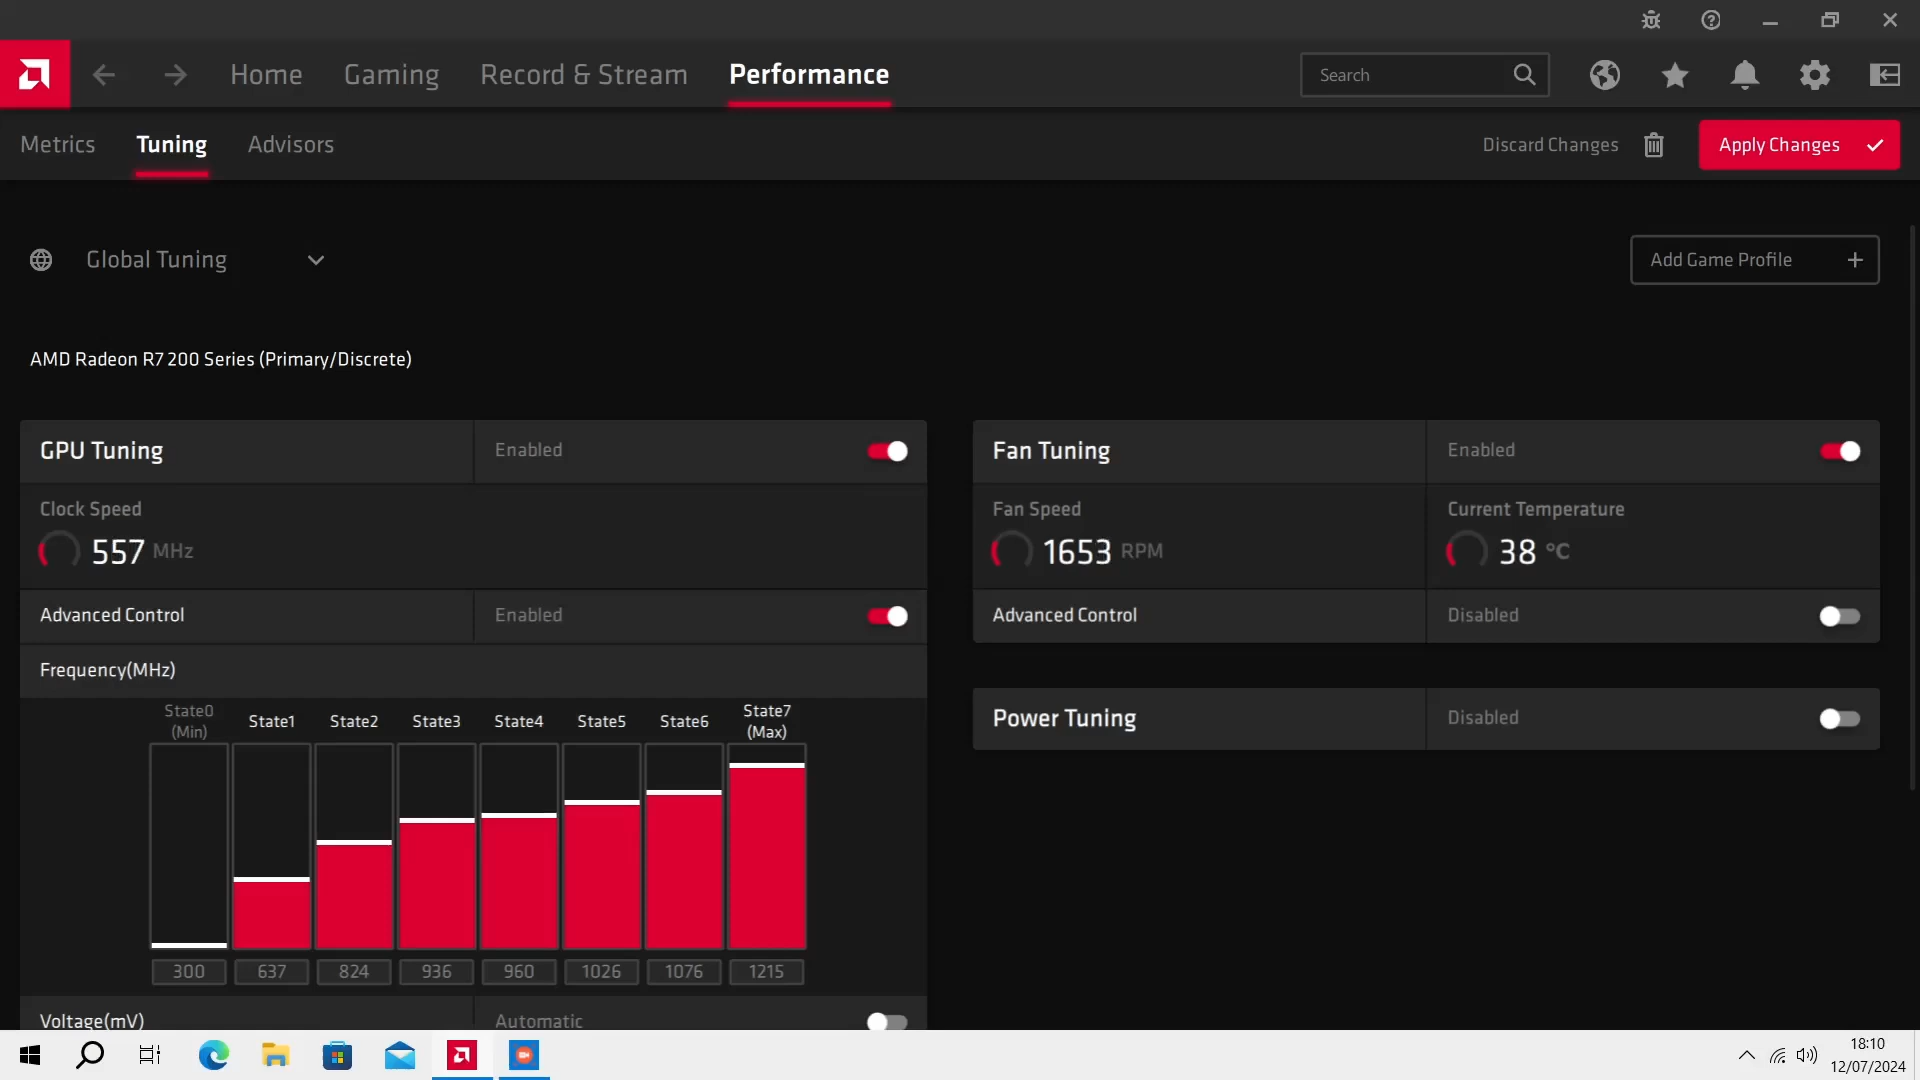 Home Gaming Record & Stream Performance Search
Metrics Tuning Advisors Discard Changes Apply Changes
Global Tuning Add Game Profile
AMD Radeon R7 200 Series (Primary/Discrete)
GPU Tuning Enabled
Clock Speed
557 MHz
Advanced Control Enabled
Frequency(MHz)
State0 (Min) State1 State2 State3 State4 State5 State6 State7 (Max)
300 637 824 936 960 1026 1076 1215
Voltage(mV) Automatic
Fan Tuning Enabled
Fan Speed Current Temperature
1653 RPM 38 °C
Advanced Control Disabled
Power Tuning Disabled
18:10
12/07/2024